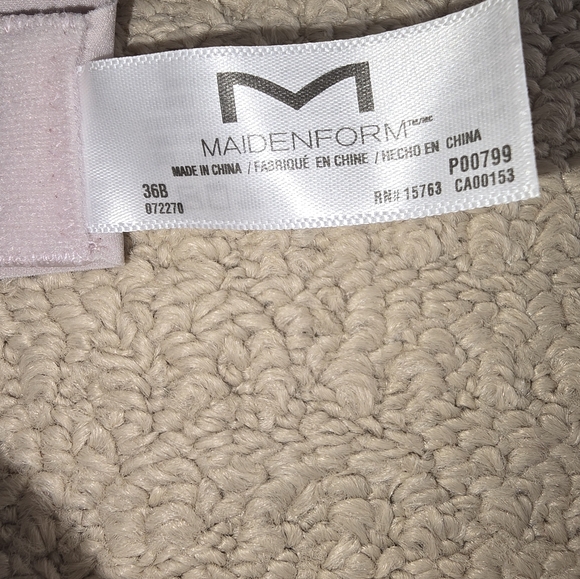 M
MAIDENFORM™/MC
MADE IN CHINA / FABRIQUÉ EN CHINE / HECHO EN CHINA
36B
P00799
072270
RN# 15763 CA00153